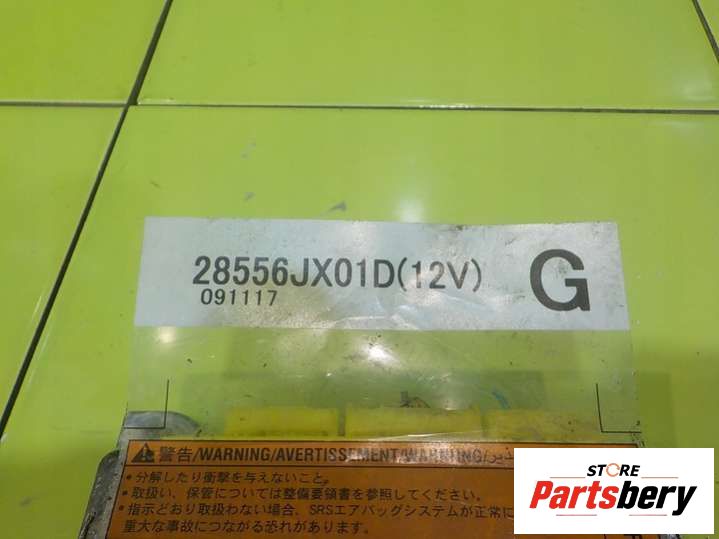 28556JX01D(12V) G
091117
警告/WARNING/AVERTISSEMENT/WARNUNG/
・分解したり衝撃を与えないこと。
・取扱い、保管については整備要領書を参照してください。
・指示どおり取扱わない場合、SRSエアバッグシステムが正常に
重大な事故につながる恐れがあります。
STORE
Partsbery